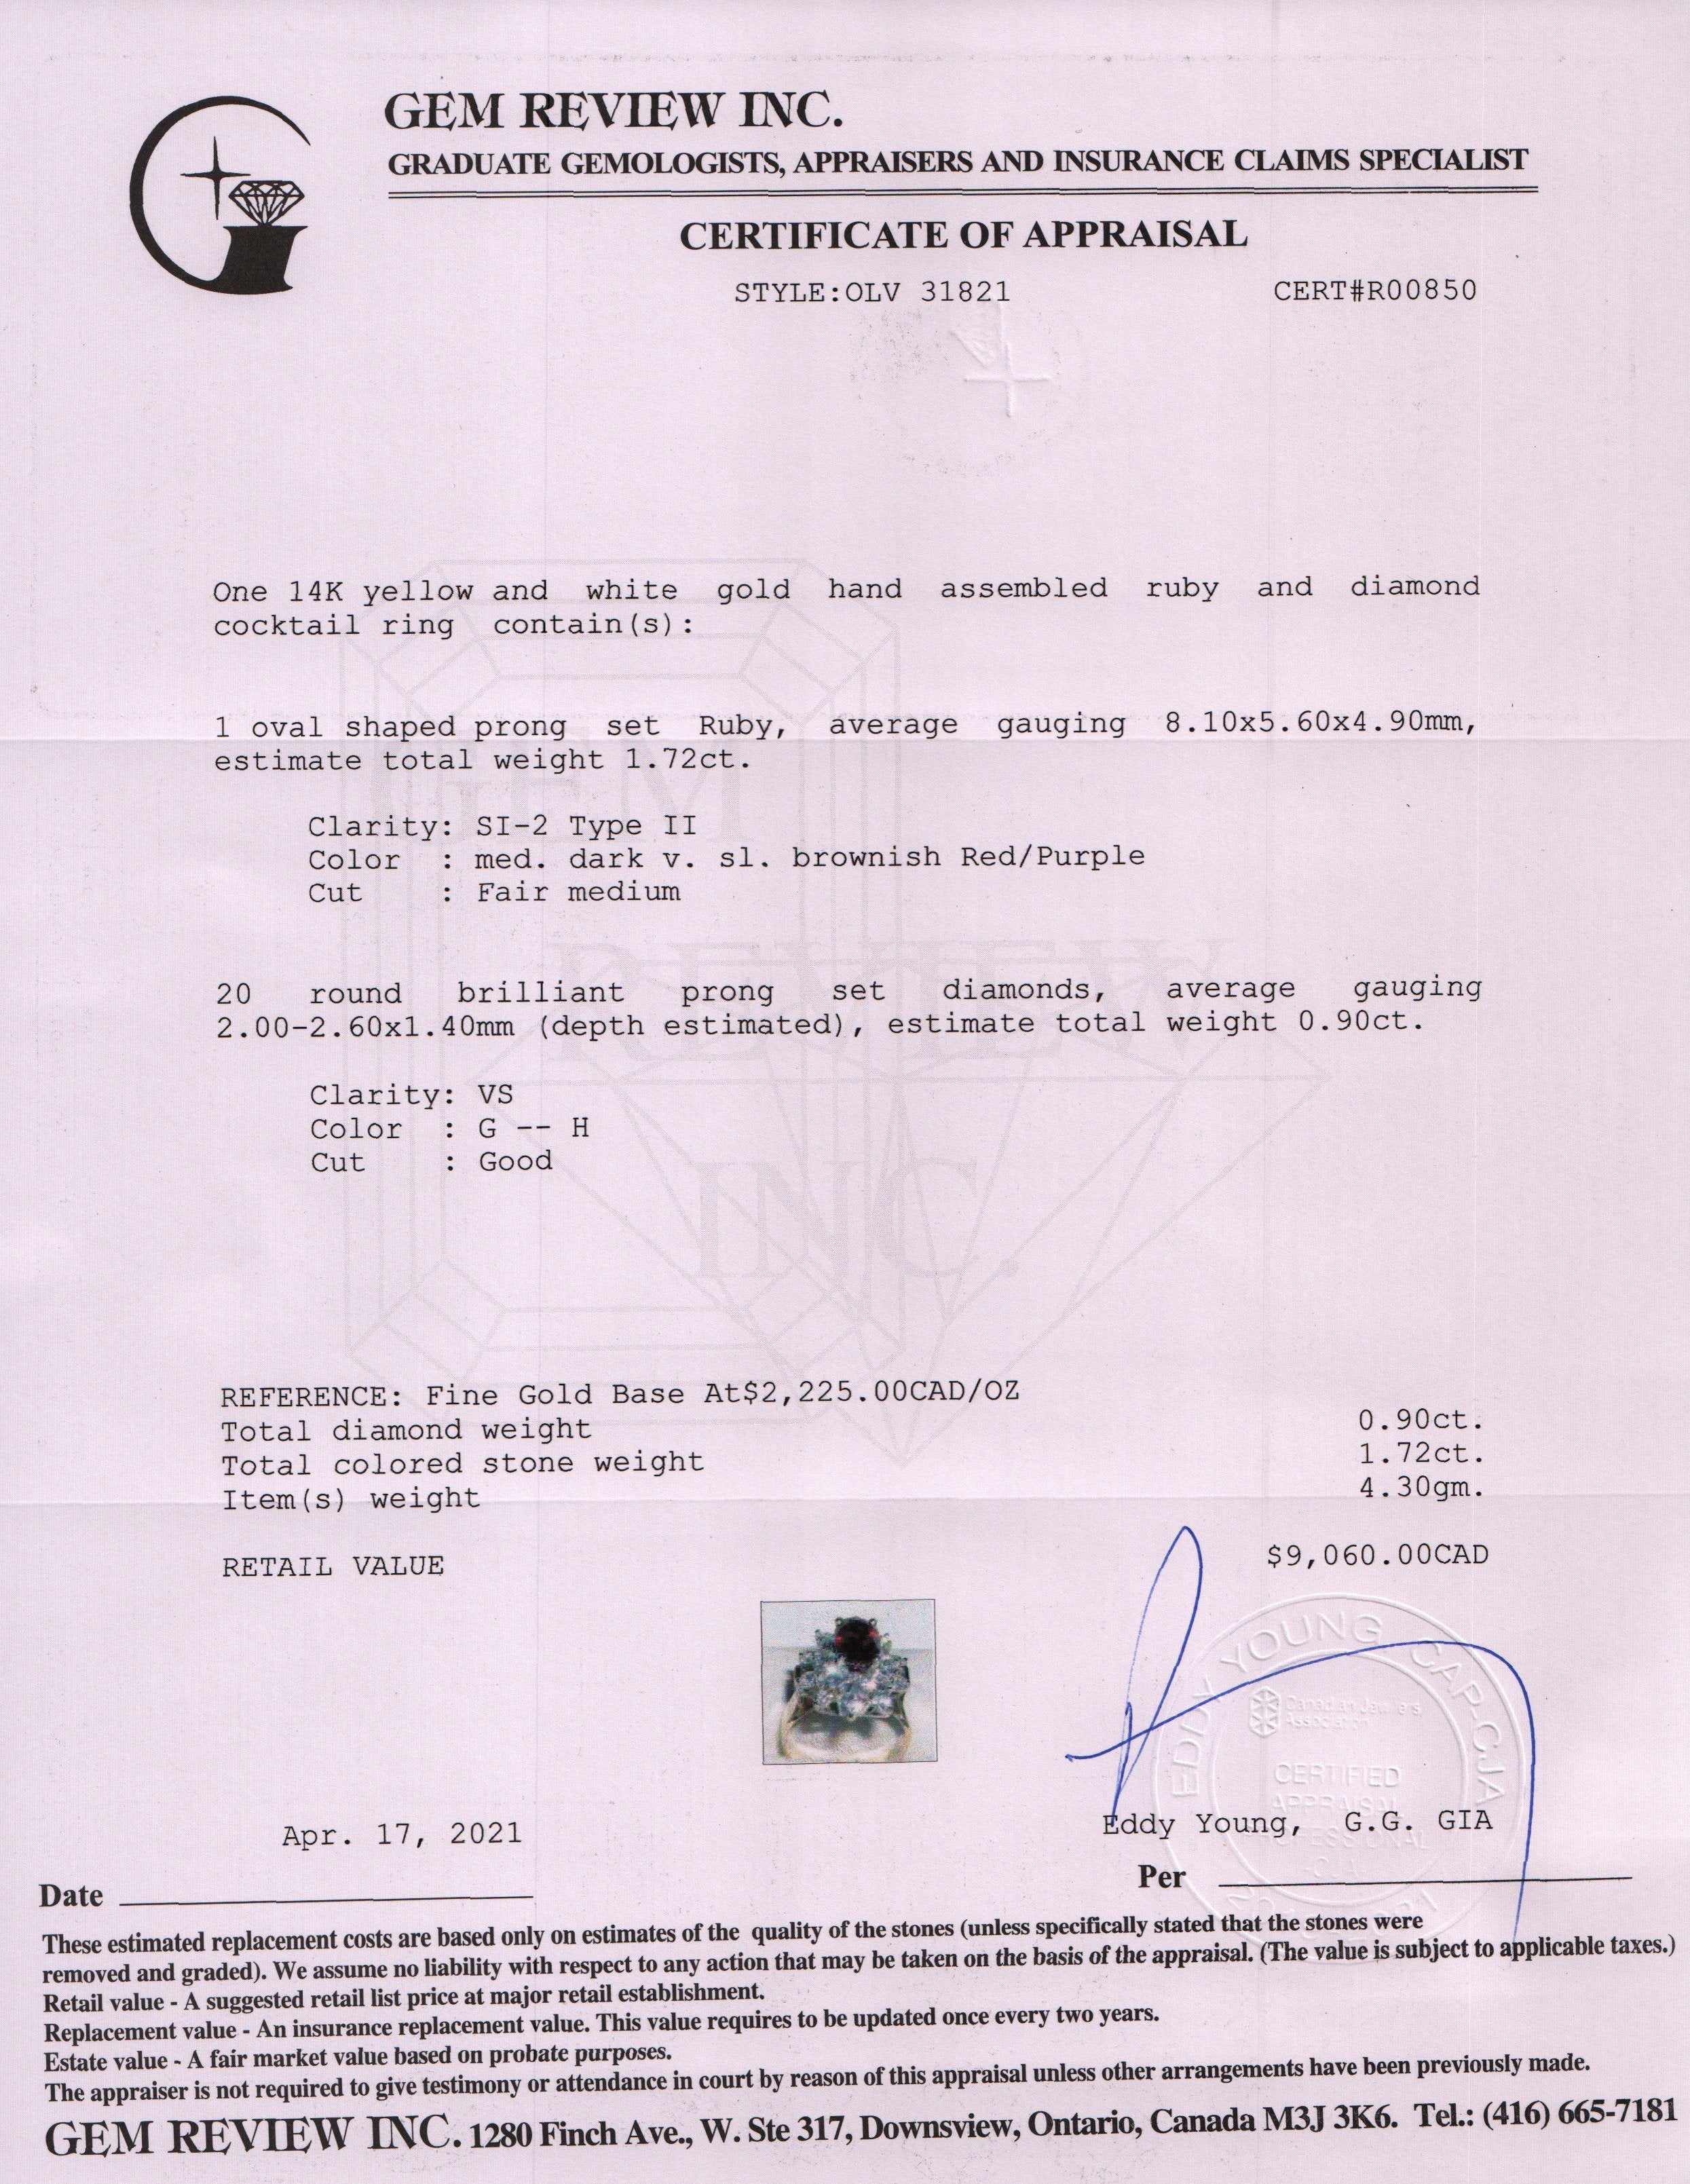 GEM REVIEW INC.
GRADUATE GEMOLOGISTS, APPRAISERS AND INSURANCE CLAIMS SPECIALIST
CERTIFICATE OF APPRAISAL
STYLE:OLV 31821 CERT#R00850
One 14K yellow and white gold hand assembled ruby and diamond
cocktail ring contain(s):
1 oval shaped prong set Ruby, average gauging 8.10x5.60x4.90mm,
estimate total weight 1.72ct.
Clarity: SI-2 Type II
Color : med. dark v. sl. brownish Red/Purple
Cut : Fair medium
20 round brilliant prong set diamonds, average gauging
2.00-2.60x1.40mm (depth estimated), estimate total weight 0.90ct.
Clarity: VS
Color : G -- H
Cut : Good
GEM
REVIEW
INC.
REFERENCE: Fine Gold Base At$2,225.00CAD/OZ
Total diamond weight 0.90ct.
Total colored stone weight 1.72ct.
Item(s) weight 4.30gm.
RETAIL VALUE $9,060.00CAD
EDDY YOUNG CAP-CJA
Canadian Jewellers
Association
CERTIFIED
APPRAISAL
PROFESSIONAL
Apr. 17, 2021
Eddy Young, G.G. GIA
Date
Per
These estimated replacement costs are based only on estimates of the quality of the stones (unless specifically stated that the stones were
removed and graded). We assume no liability with respect to any action that may be taken on the basis of the appraisal. (The value is subject to applicable taxes.)
Retail value - A suggested retail list price at major retail establishment.
Replacement value - An insurance replacement value. This value requires to be updated once every two years.
Estate value - A fair market value based on probate purposes.
The appraiser is not required to give testimony or attendance in court by reason of this appraisal unless other arrangements have been previously made.
GEM REVIEW INC. 1280 Finch Ave., W. Ste 317, Downsview, Ontario, Canada M3J 3K6. Tel.: (416) 665-7181